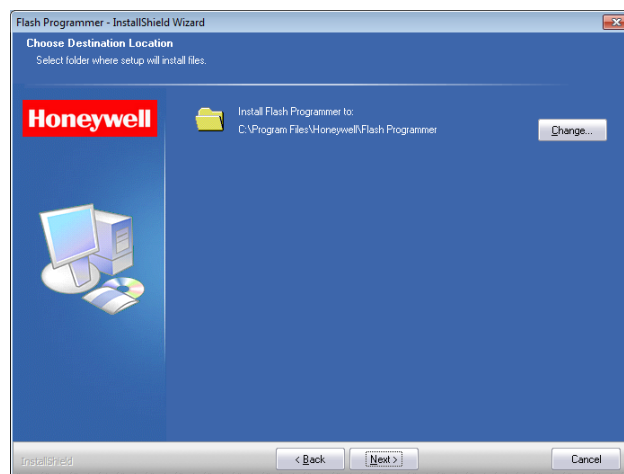 Flash Programmer - InstallShield Wizard
Choose Destination Location
Select folder where setup will install files.
Honeywell
Install Flash Programmer to:
C:\Program Files\Honeywell\Flash Programmer
Change...
InstallShield
< Back
Next >
Cancel